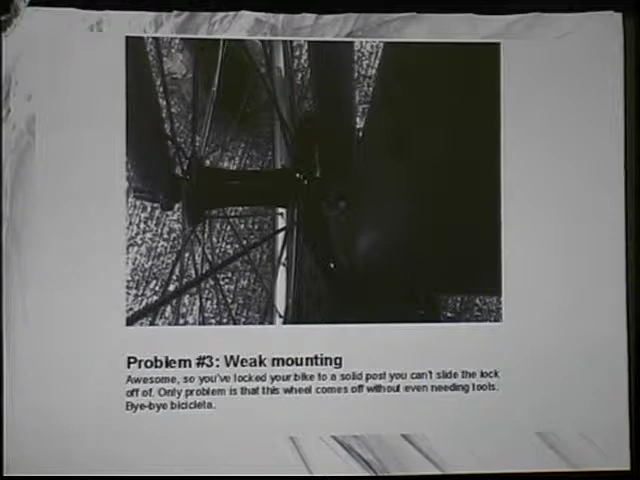 Problem #3: Weak mounting
Awesome, so you've locked your bike to a solid post you can't slide the lock
off of. Only problem is that this wheel comes off without even needing tools.
Bye-bye bicicleta.